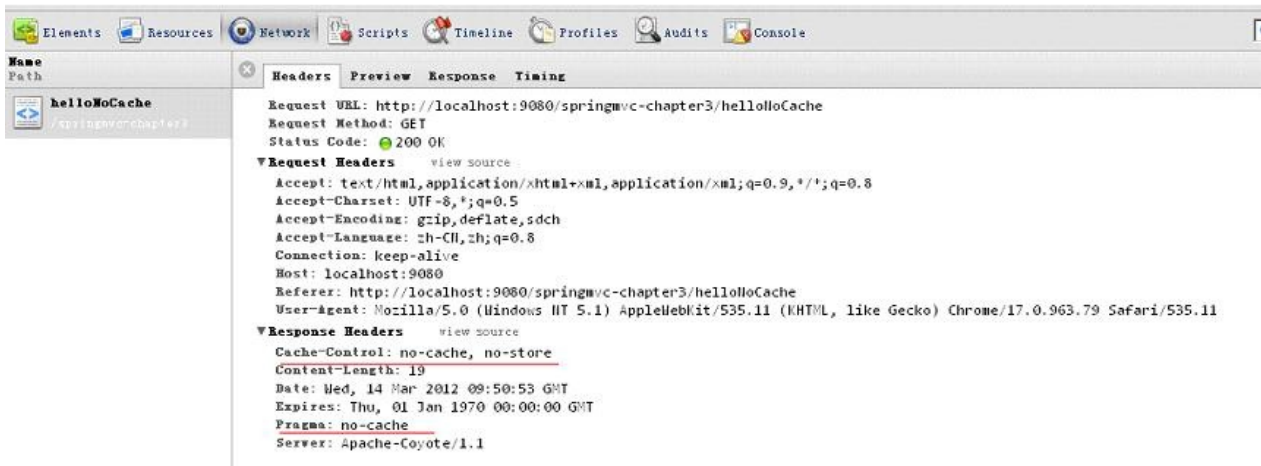 Elements Resources Network Scripts Timeline Profiles Audits Console
Name
Path
helloNoCache
/springmvc-chapter3
Headers Preview Response Timing
Request URL: http://localhost:9080/springmvc-chapter3/helloNoCache
Request Method: GET
Status Code: 200 OK
▼Request Headers view source
Accept: text/html,application/xhtml+xml,application/xml;q=0.9,*/*;q=0.8
Accept-Charset: UTF-8,*;q=0.5
Accept-Encoding: gzip,deflate,sdch
Accept-Language: zh-CN,zh;q=0.8
Connection: keep-alive
Host: localhost:9080
Referer: http://localhost:9080/springmvc-chapter3/helloNoCache
User-Agent: Mozilla/5.0 (Windows NT 5.1) AppleWebKit/535.11 (KHTML, like Gecko) Chrome/17.0.963.79 Safari/535.11
▼Response Headers view source
Cache-Control: no-cache, no-store
Content-Length: 19
Date: Wed, 14 Mar 2012 09:50:53 GMT
Expires: Thu, 01 Jan 1970 00:00:00 GMT
Pragma: no-cache
Server: Apache-Coyote/1.1